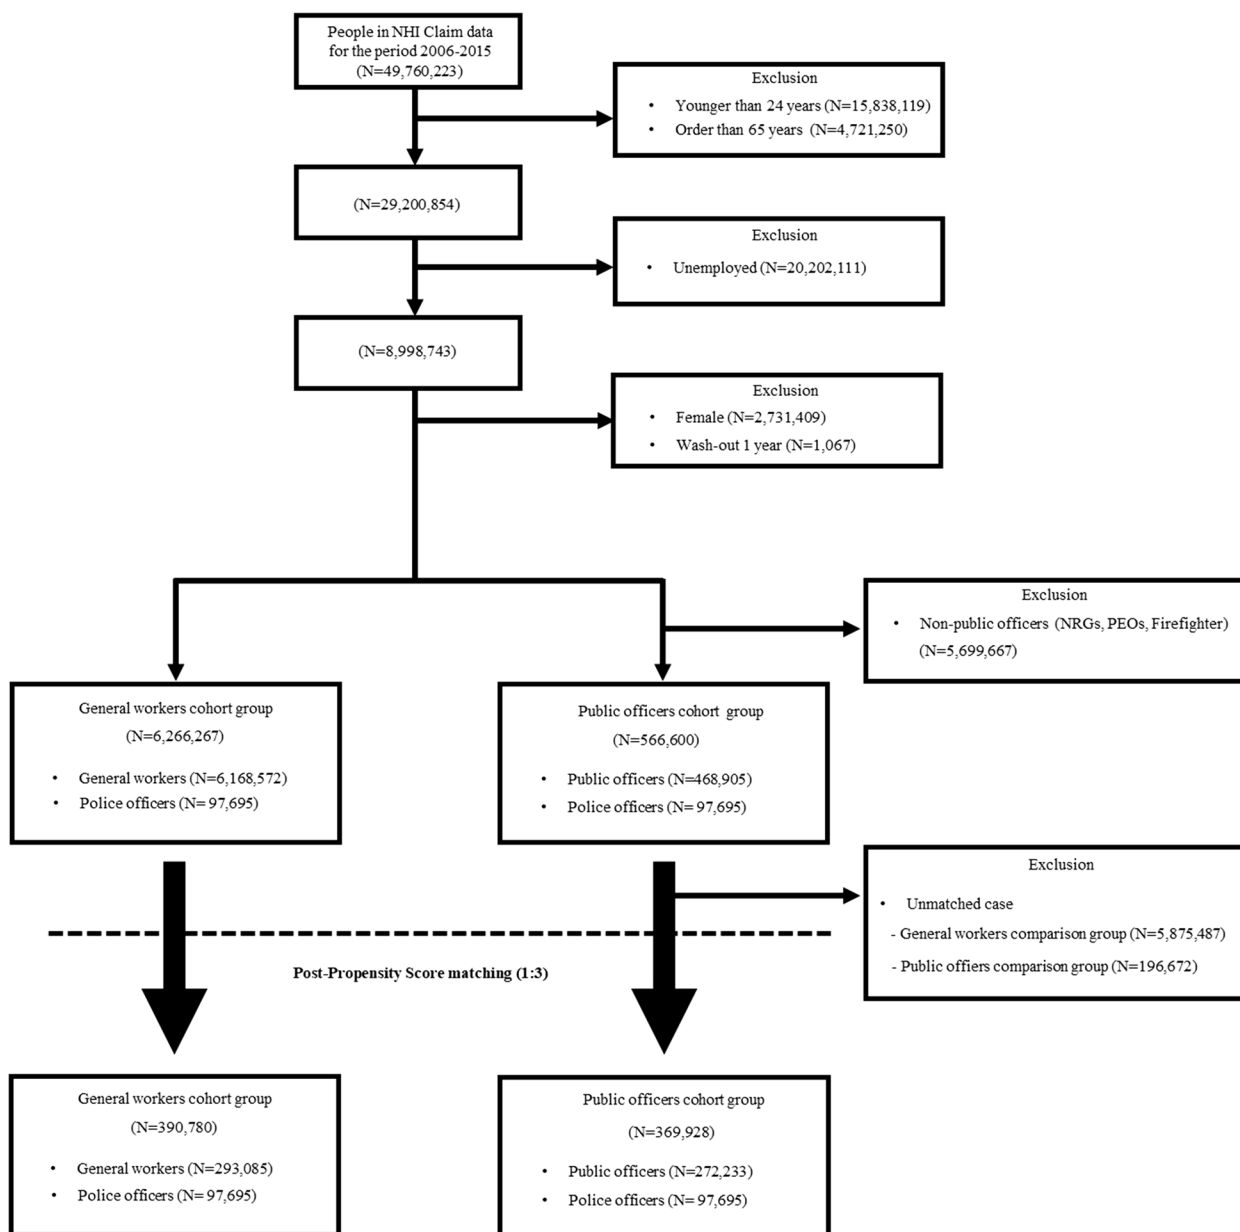 People in NHI Claim data
for the period 2006-2015
(N=49,760,223)
Exclusion
• Younger than 24 years (N=15,838,119)
• Order than 65 years (N=4,721,250)
(N=29,200,854)
Exclusion
• Unemployed (N=20,202,111)
(N=8,998,743)
Exclusion
• Female (N=2,731,409)
• Wash-out 1 year (N=1,067)
Exclusion
• Non-public officers (NRGs, PEOs, Firefighter)
(N=5,699,667)
General workers cohort group
(N=6,266,267)
• General workers (N=6,168,572)
• Police officers (N= 97,695)
Public officers cohort group
(N=566,600)
• Public officers (N=468,905)
• Police officers (N= 97,695)
Exclusion
• Unmatched case
- General workers comparison group (N=5,875,487)
- Public offiers comparison group (N=196,672)
Post-Propensity Score matching (1:3)
General workers cohort group
(N=390,780)
• General workers (N=293,085)
• Police officers (N= 97,695)
Public officers cohort group
(N=369,928)
• Public officers (N=272,233)
• Police officers (N= 97,695)